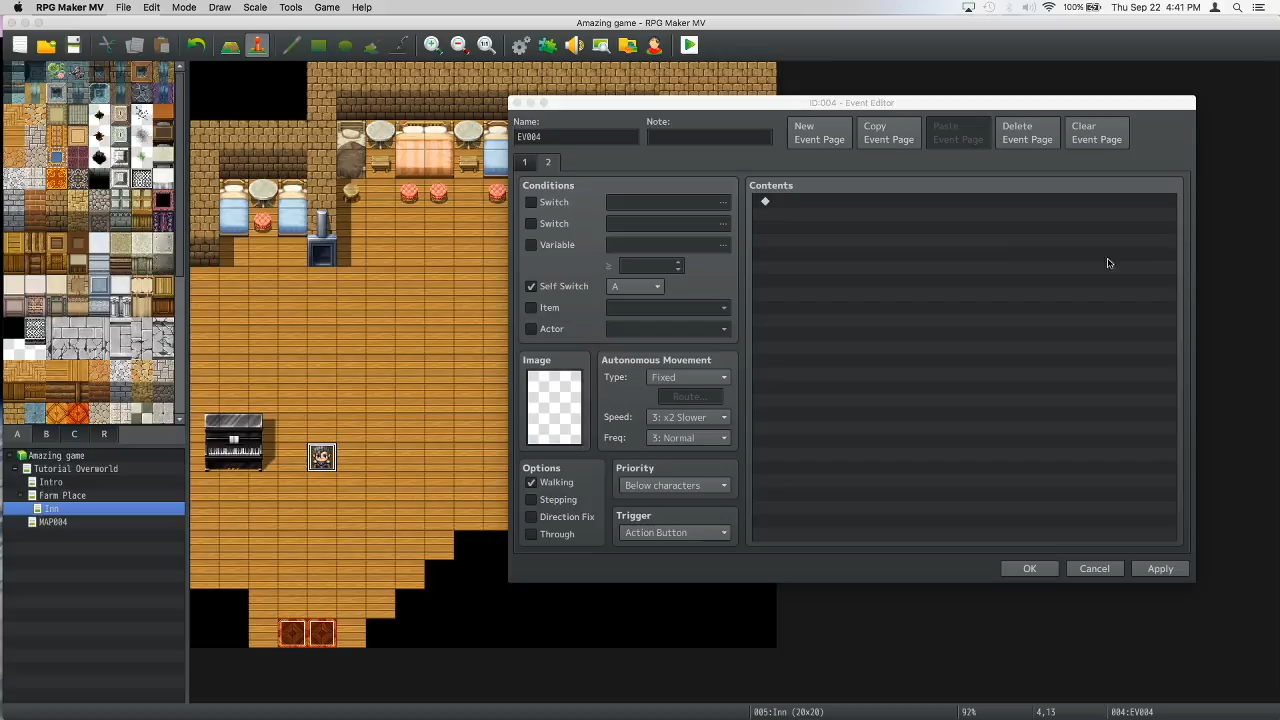 RPG Maker MV File Edit Mode Draw Scale Tools Game Help 100% Thu Sep 22 4:41 PM
Amazing game - RPG Maker MV
1:1
ID:004 - Event Editor
Name: Note:
EV004
New Event Page
Copy Event Page
Paste Event Page
Delete Event Page
Clear Event Page
1 2
Conditions
Switch ...
Switch ...
Variable ...
≥
Self Switch A
Item
Actor
Image
Autonomous Movement
Type: Fixed
Route...
Speed: 3: x2 Slower
Freq: 3: Normal
Options
Walking
Stepping
Direction Fix
Through
Priority
Below characters
Trigger
Action Button
Contents
OK Cancel Apply
A B C R
Amazing game
Tutorial Overworld
Intro
Farm Place
Inn
MAP004
005:Inn (20x20) 92% 4,13 004:EV004